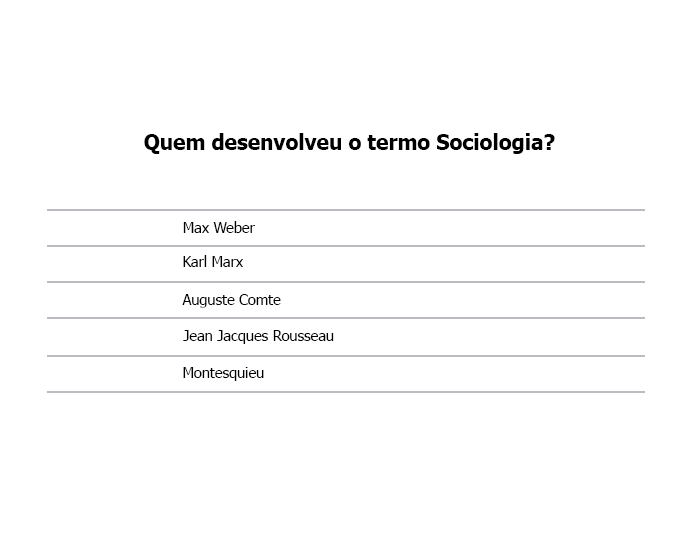 Quem desenvolveu o termo Sociologia?
Max Weber
Karl Marx
Auguste Comte
Jean Jacques Rousseau
Montesquieu